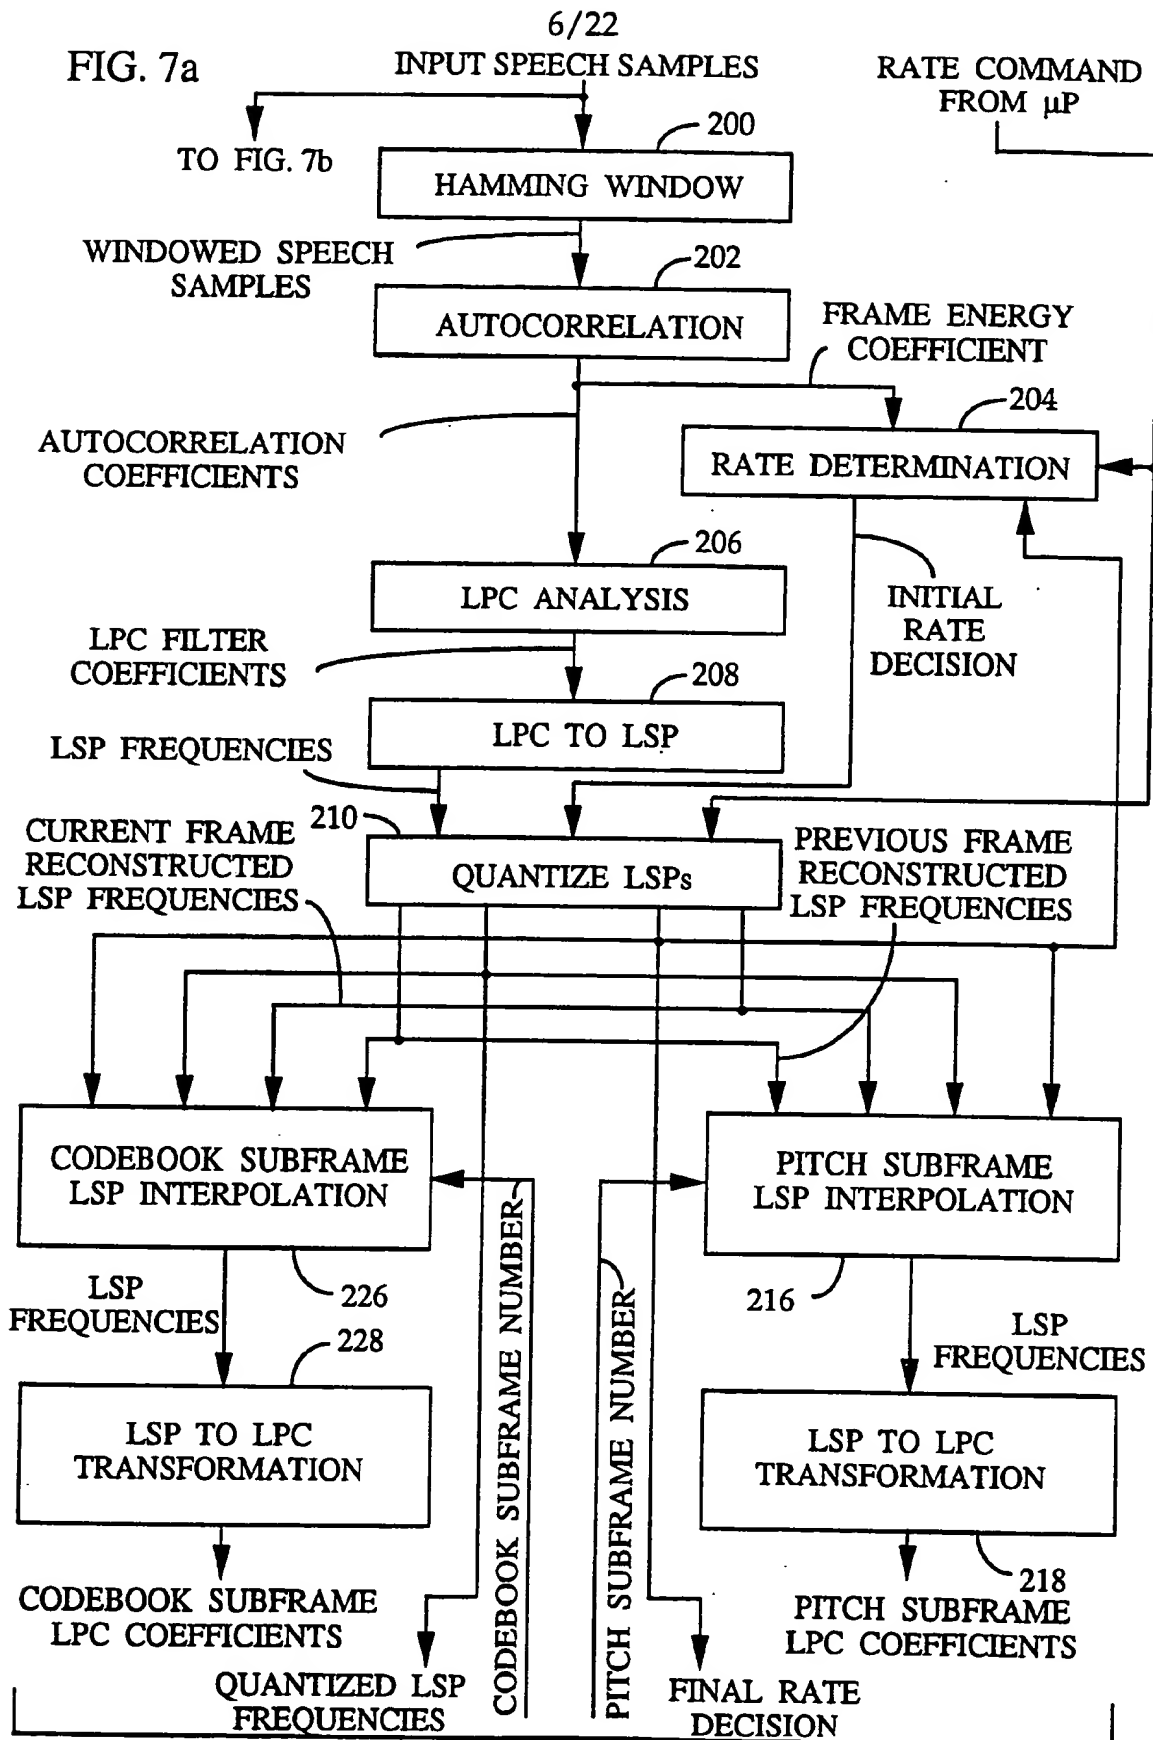 6/22
FIG. 7a
INPUT SPEECH SAMPLES
RATE COMMAND
FROM µP
TO FIG. 7b
200
HAMMING WINDOW
WINDOWED SPEECH
SAMPLES
202
AUTOCORRELATION
FRAME ENERGY
COEFFICIENT
204
AUTOCORRELATION
COEFFICIENTS
RATE DETERMINATION
206
LPC ANALYSIS
INITIAL
RATE
DECISION
LPC FILTER
COEFFICIENTS
208
LPC TO LSP
LSP FREQUENCIES
210
CURRENT FRAME
RECONSTRUCTED
LSP FREQUENCIES
QUANTIZE LSPs
PREVIOUS FRAME
RECONSTRUCTED
LSP FREQUENCIES
CODEBOOK SUBFRAME
LSP INTERPOLATION
PITCH SUBFRAME
LSP INTERPOLATION
226
216
LSP
FREQUENCIES
LSP
FREQUENCIES
228
LSP TO LPC
TRANSFORMATION
LSP TO LPC
TRANSFORMATION
218
CODEBOOK SUBFRAME NUMBER
PITCH SUBFRAME NUMBER
CODEBOOK SUBFRAME
LPC COEFFICIENTS
PITCH SUBFRAME
LPC COEFFICIENTS
QUANTIZED LSP
FREQUENCIES
FINAL RATE
DECISION